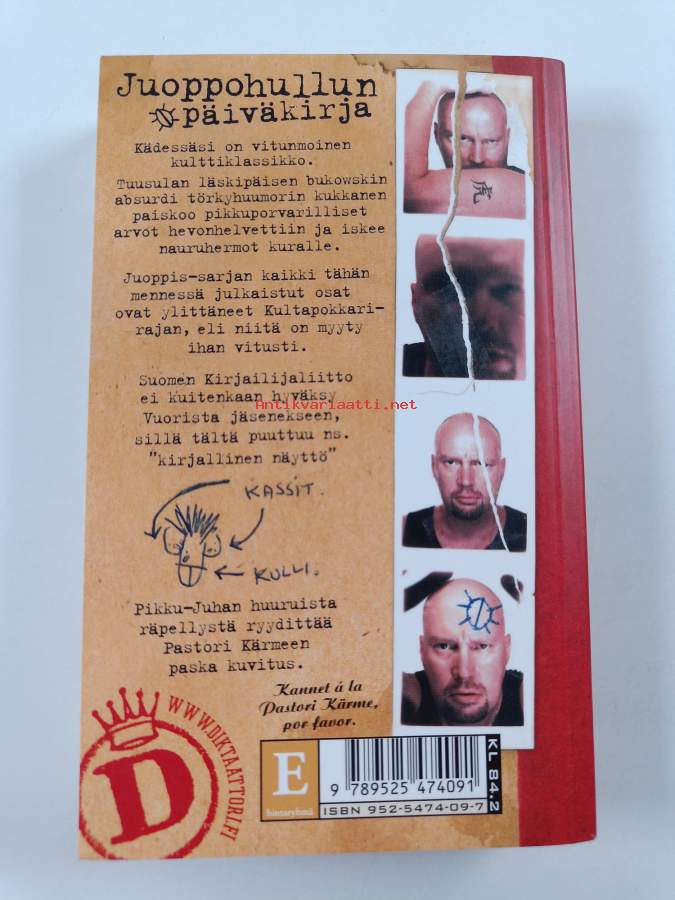 Juoppohullun
päiväkirja
Kädessäsi on vitunmoinen
kulttiklassikko.
Tuusulan läskipäisen bukowskin
absurdi törkyhuumorin kukkanen
paiskoo pikkuporvarilliset
arvot hevonhelvettiin ja iskee
nauruhermot kuralle.
Juoppis-sarjan kaikki tähän
mennessä julkaistut osat
ovat ylittäneet Kultapokkari-
rajan, eli niitä on myyty
ihan vitusti.
Suomen Kirjailijaliitto
ei kuitenkaan hyväksy
Antikvariaatti.net
Vuorista jäsenekseen,
sillä tältä puuttuu ns.
"kirjallinen näyttö"
KASSIT.
KULLI.
Pikku-Juhan huuruista
räpellystä ryydittää
Pastori Kärmeen
paska kuvitus.
Kannet á la
Pastori Kärme,
por favor.
WWW.DIKTAATTORI.FI
D
E
hintaryhmä
9 789525 474091
ISBN 952-5474-09-7
KL 84.2
虎